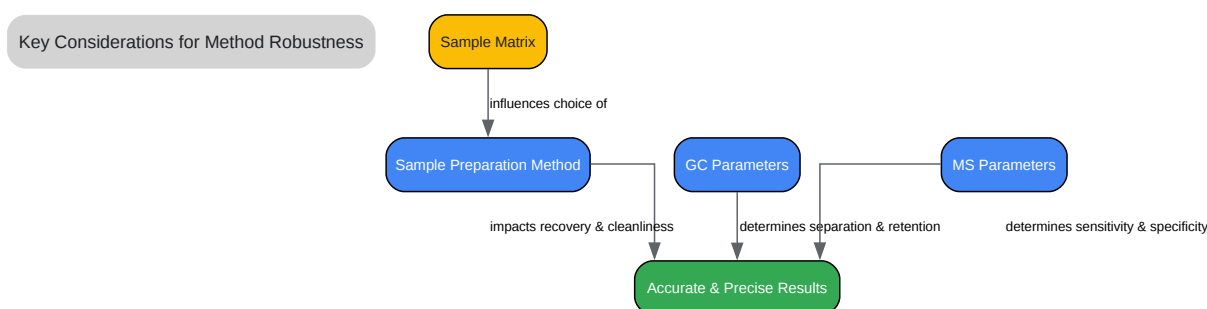 Key Considerations for Method Robustness
Sample Matrix
influences choice of
Sample Preparation Method
GC Parameters
MS Parameters
impacts recovery & cleanliness
determines separation & retention
determines sensitivity & specificity
Accurate & Precise Results